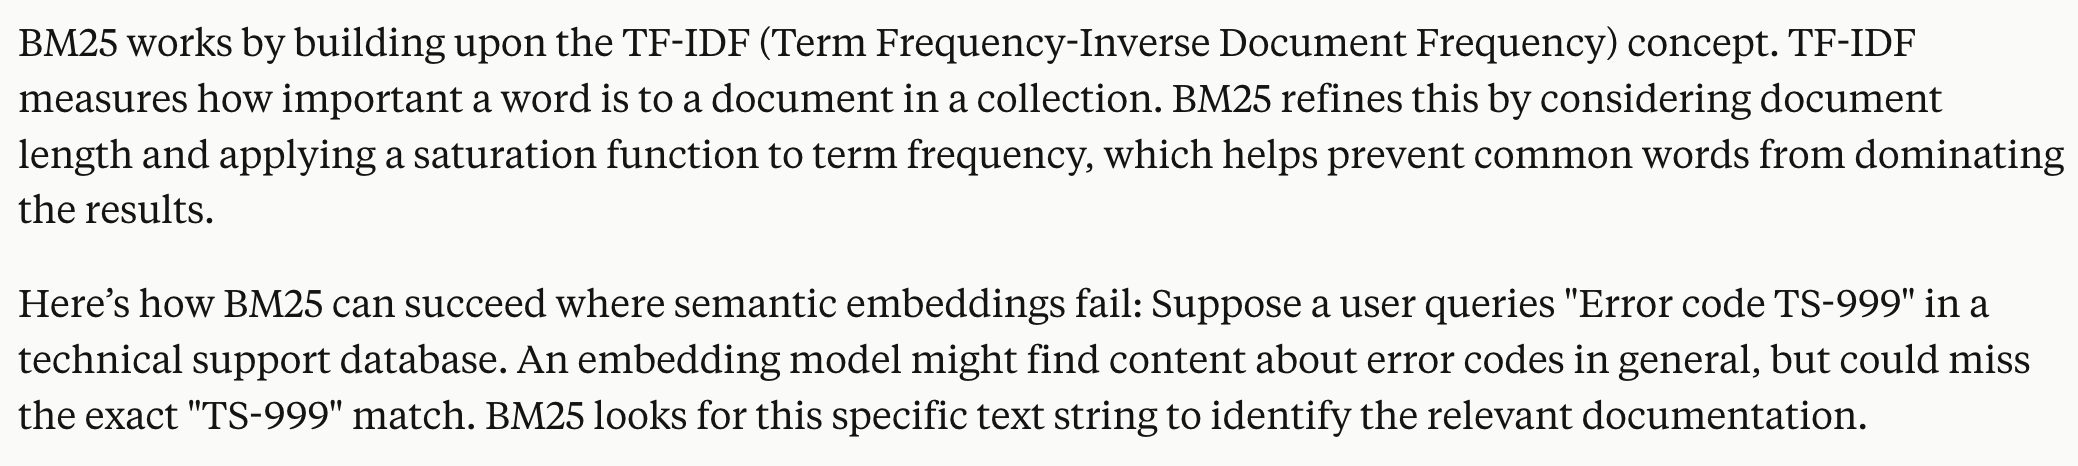 BM25 works by building upon the TF-IDF (Term Frequency-Inverse Document Frequency) concept. TF-IDF
measures how important a word is to a document in a collection. BM25 refines this by considering document
length and applying a saturation function to term frequency, which helps prevent common words from dominating
the results.
Here’s how BM25 can succeed where semantic embeddings fail: Suppose a user queries "Error code TS-999" in a
technical support database. An embedding model might find content about error codes in general, but could miss
the exact "TS-999" match. BM25 looks for this specific text string to identify the relevant documentation.